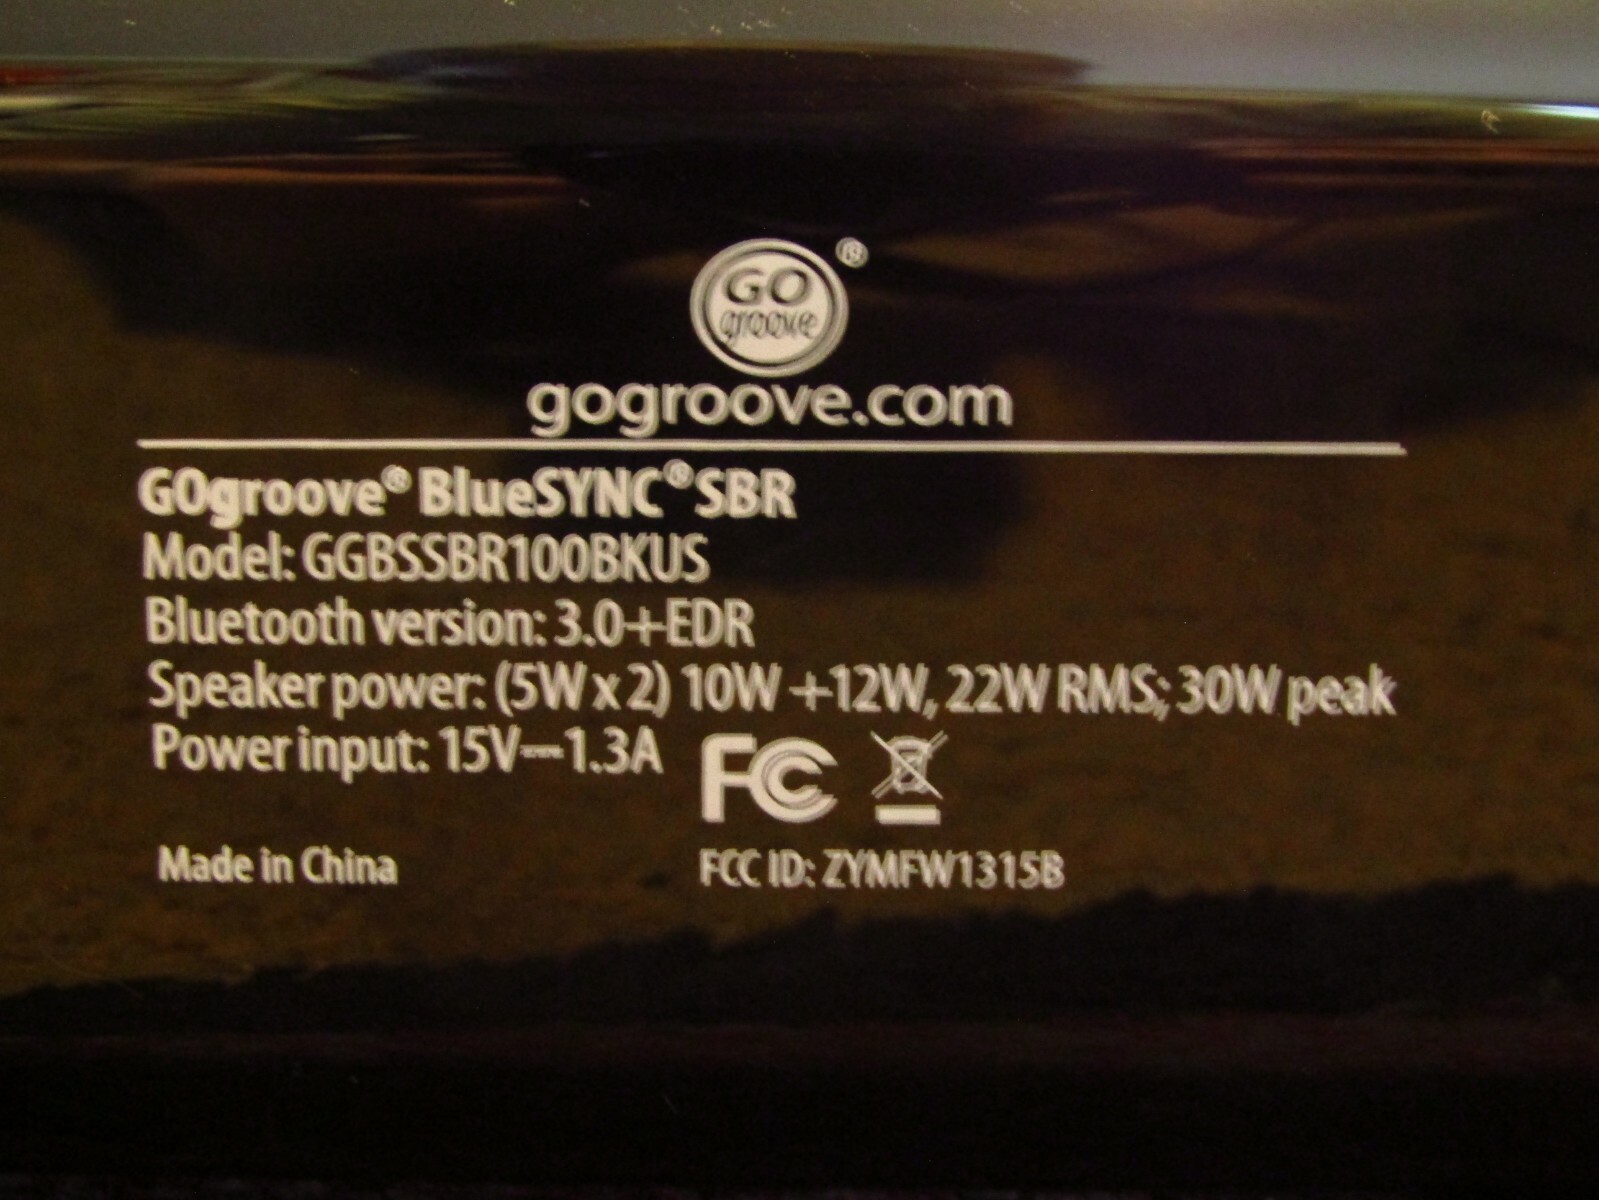 GO
groove
®
gogroove.com
GOgroove® BlueSYNC® SBR
Model: GGBSSBR100BKUS
Bluetooth version: 3.0+EDR
Speaker power: (5W x 2) 10W +12W, 22W RMS; 30W peak
Power input: 15V⎓1.3A
FC
Made in China
FCC ID: ZYMFW1315B